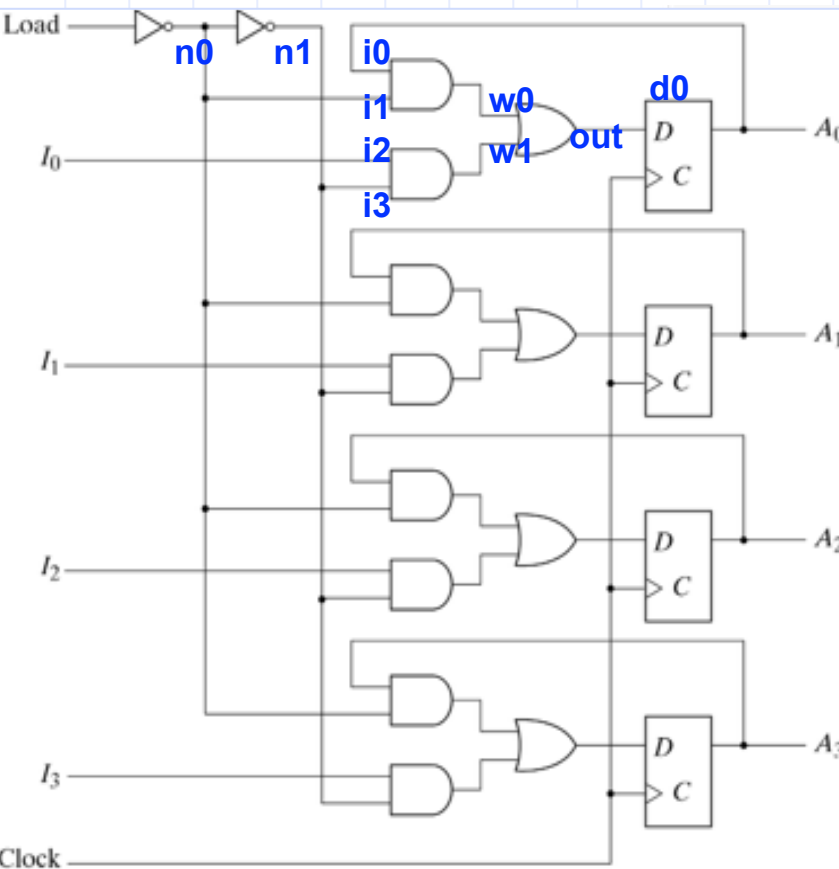 Load
n0 n1 i0
d0
i1 w0
out D A0
I0 i2 w1
C
i3
D A1
I1
C
D A2
I2
C
D A3
I3
C
Clock